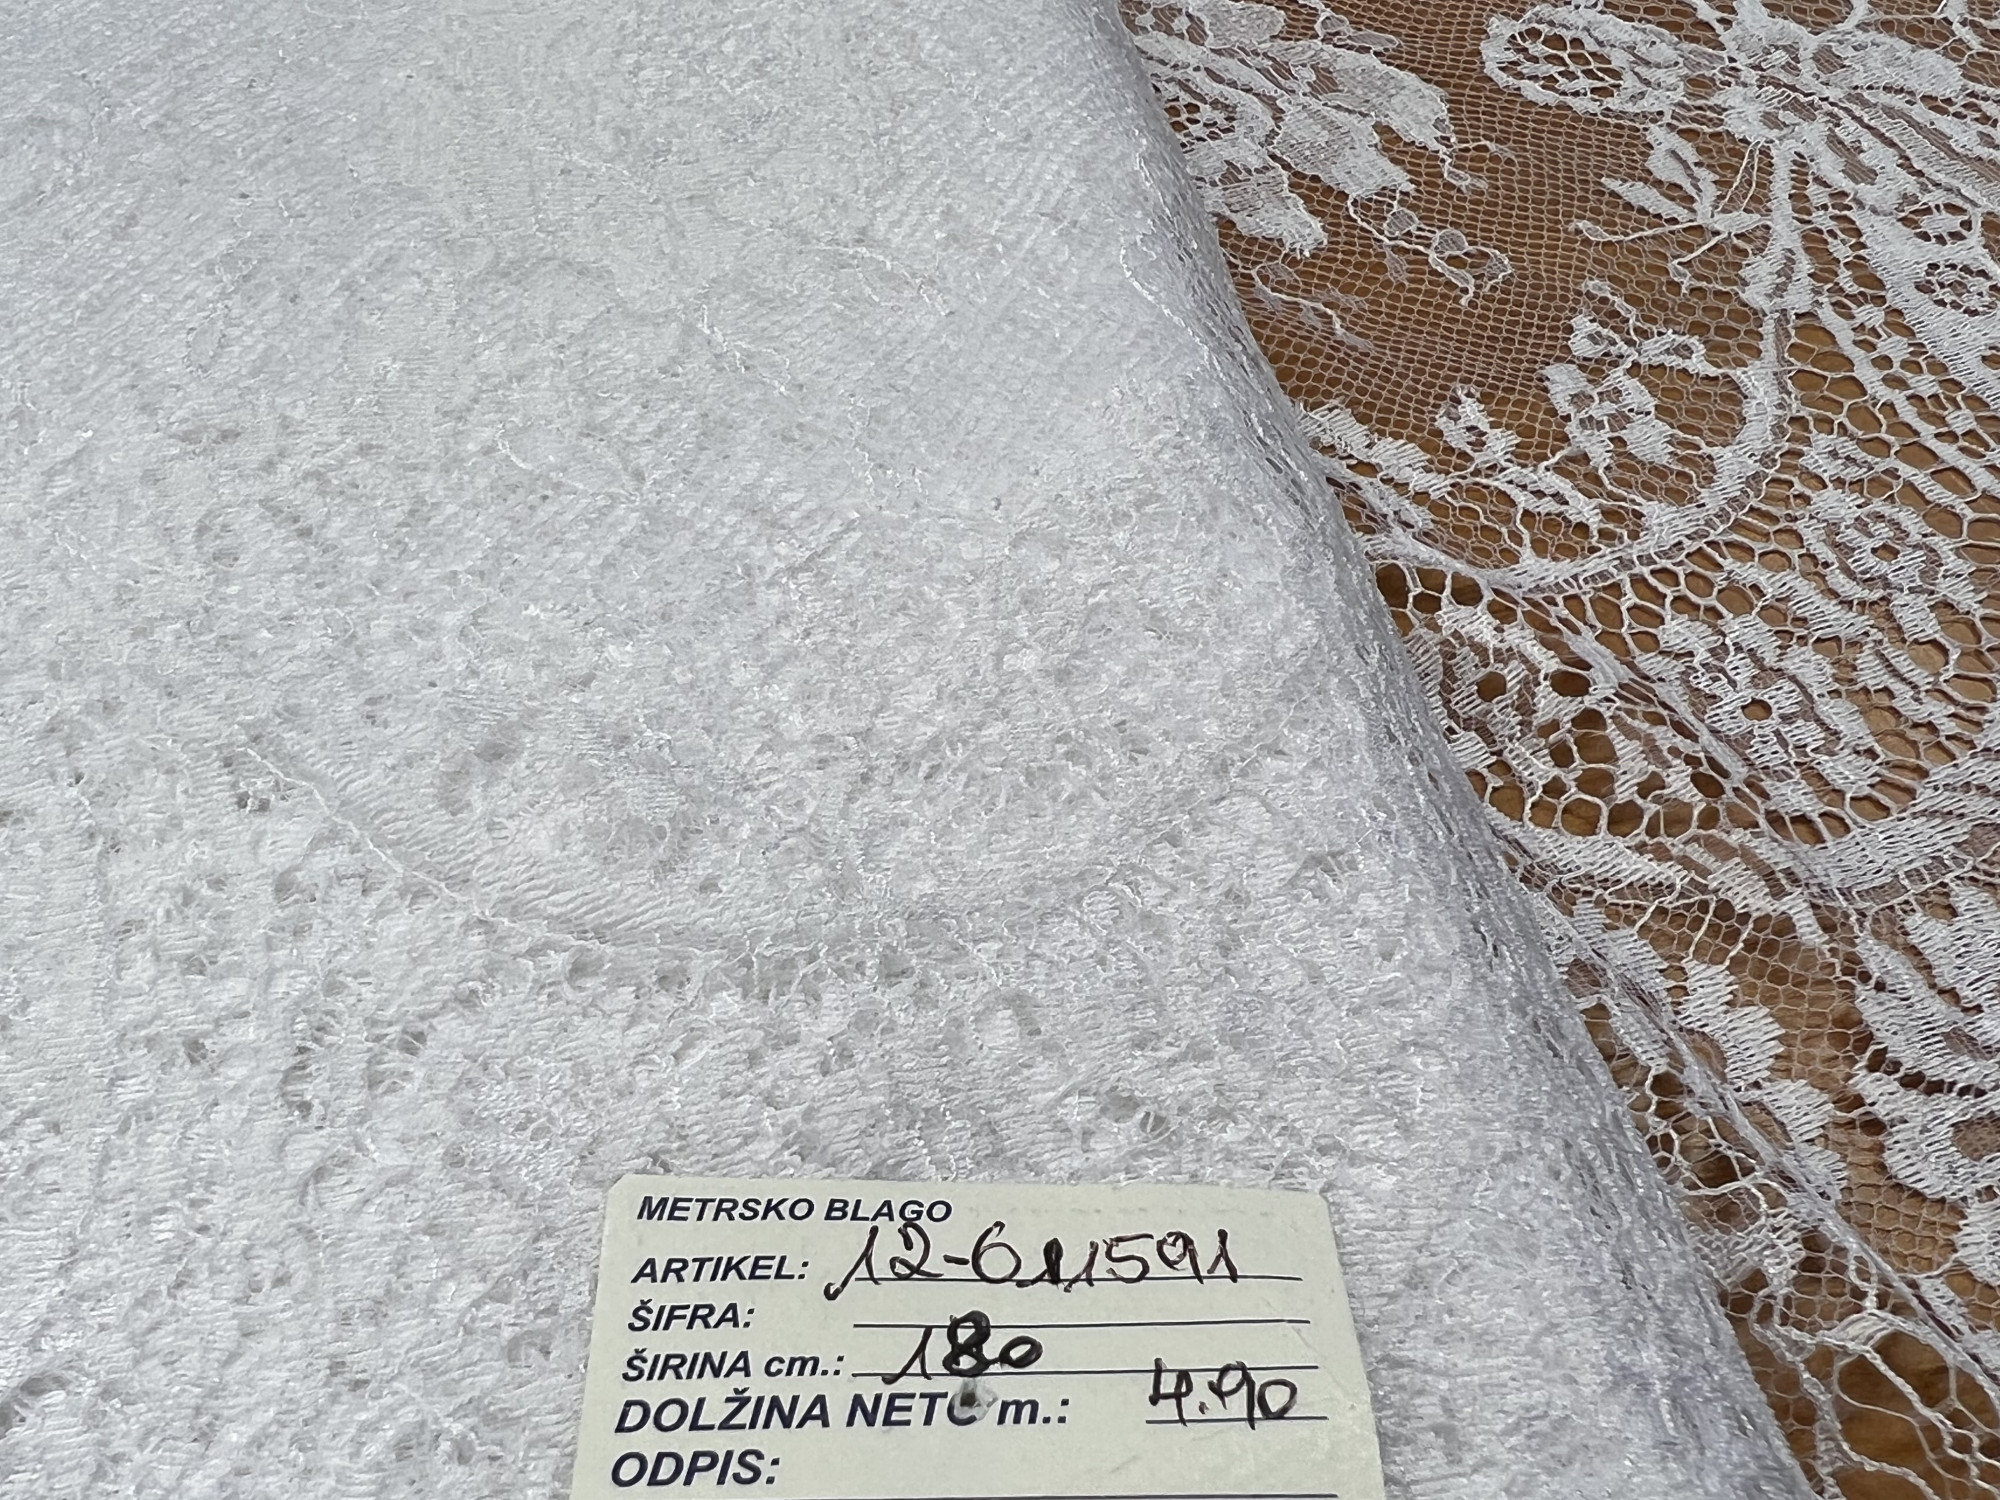 METRSKO BLAGO
ARTIKEL: 12-611591
ŠIFRA:
ŠIRINA cm.: 180
DOLŽINA NETO m.: 4.90
ODPIS: